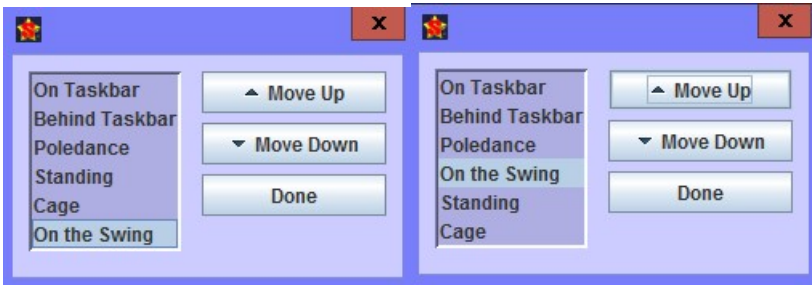 x
On Taskbar
Behind Taskbar
Poledance
Standing
Cage
On the Swing
Move Up
Move Down
Done
x
On Taskbar
Behind Taskbar
Poledance
On the Swing
Standing
Cage
Move Up
Move Down
Done